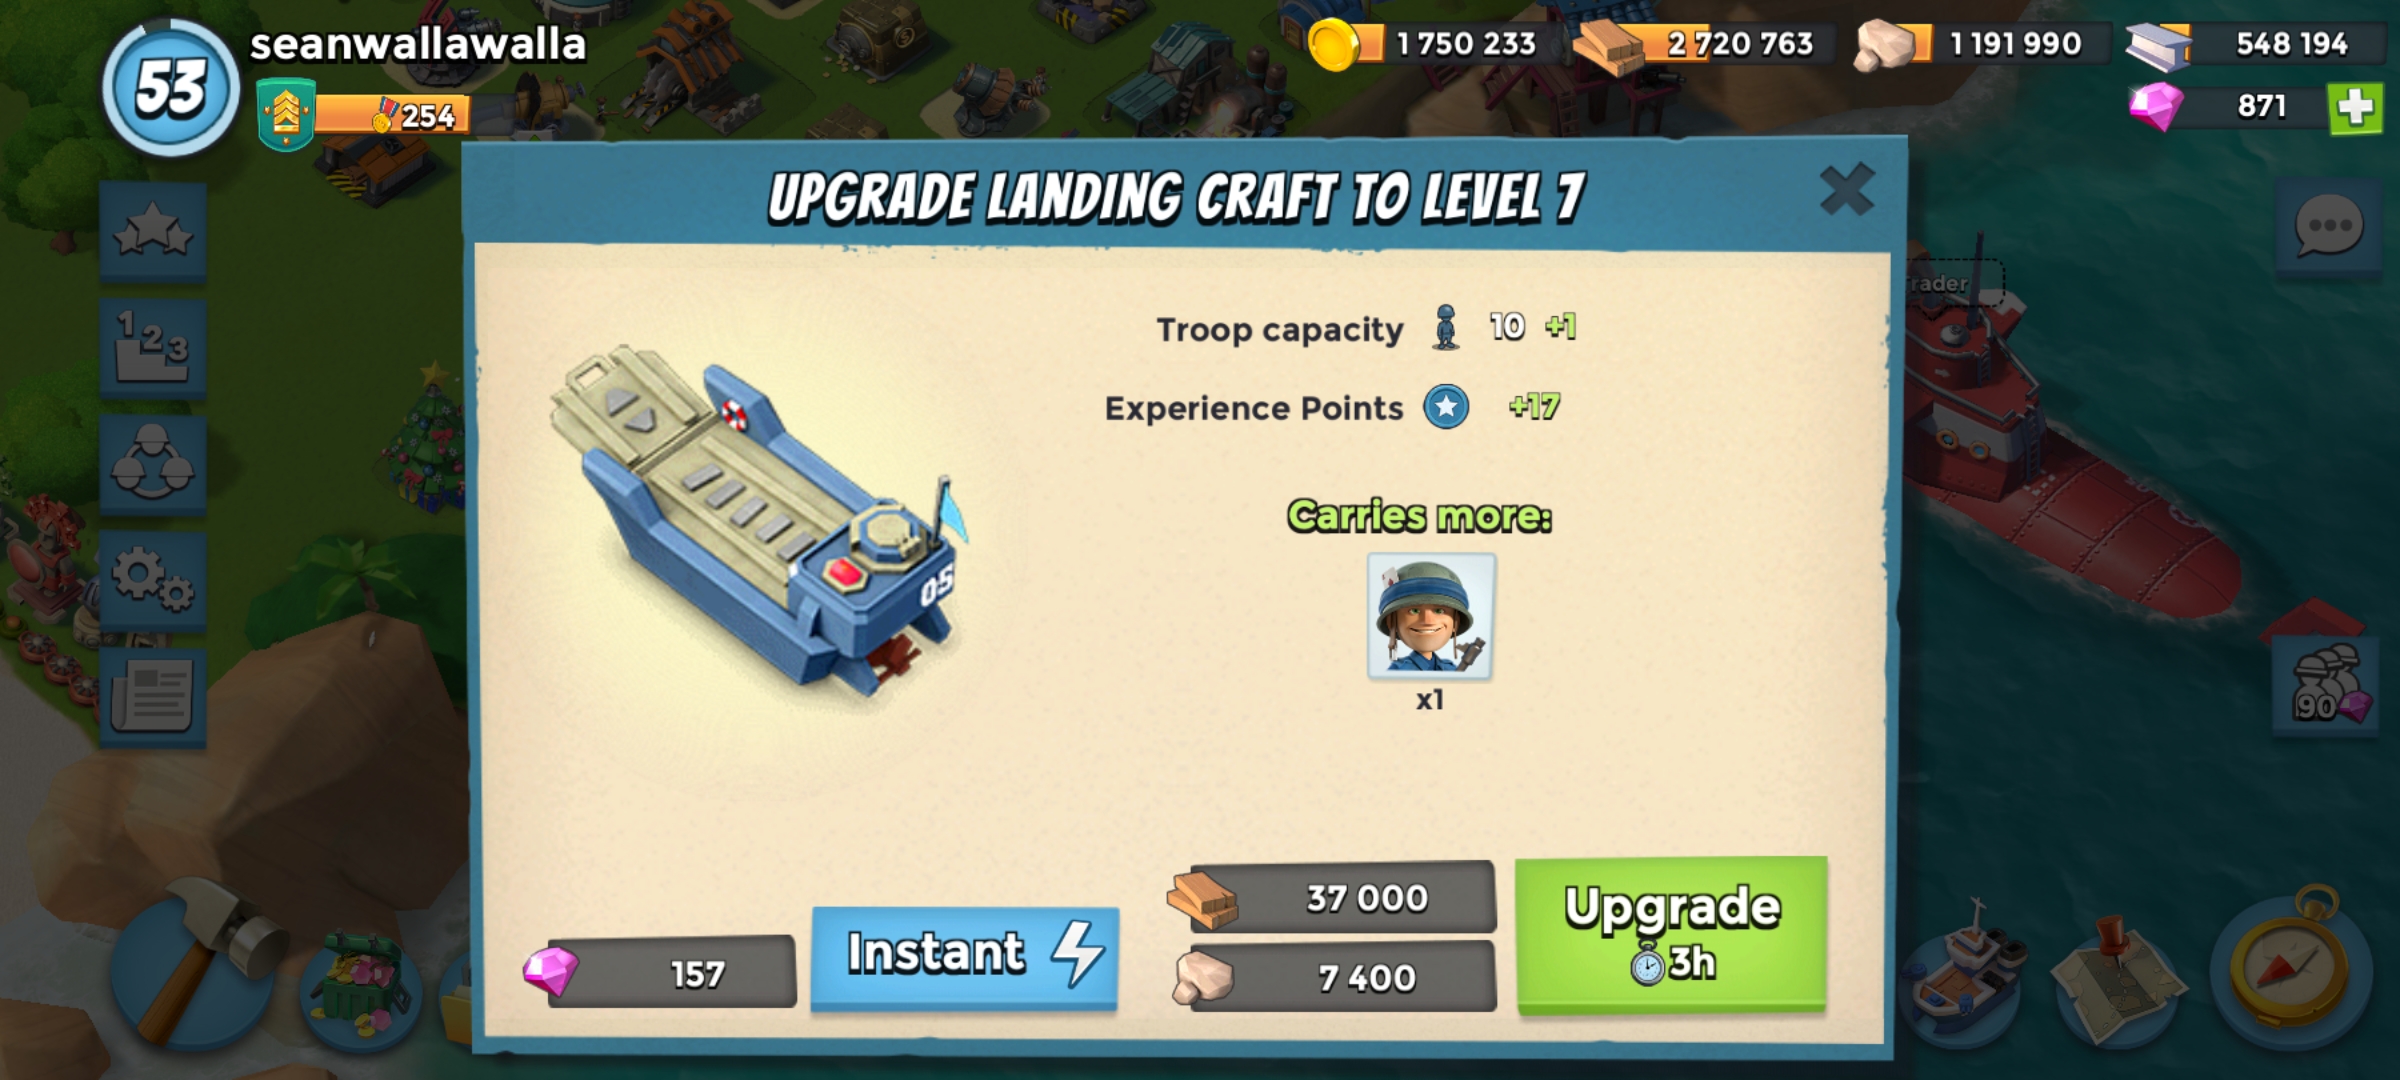 53
seanwallawalla
254
1 750 233
2 720 763
1 191 990
548 194
871
UPGRADE LANDING CRAFT TO LEVEL 7
1 2 3
Troop capacity 10 +1
Experience Points +17
Carries more:
x1
05
rader
90
157
Instant
37 000
7 400
Upgrade
3h